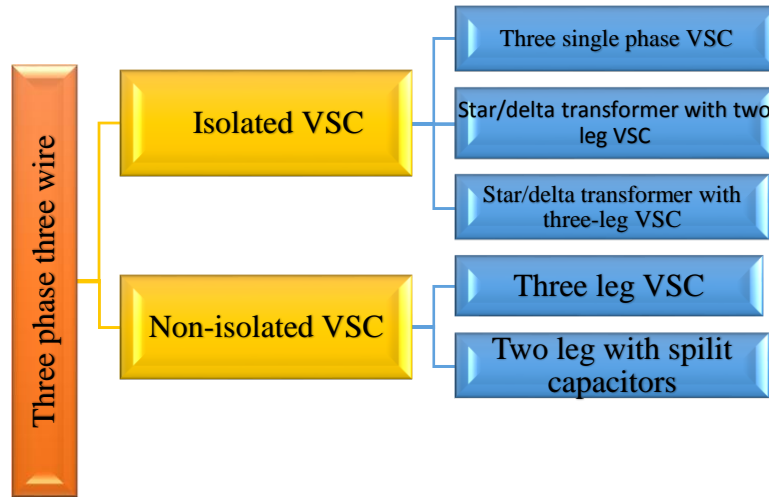 Three phase three wire
Isolated VSC
Three single phase VSC
Star/delta transformer with two
leg VSC
Star/delta transformer with
three-leg VSC
Non-isolated VSC
Three leg VSC
Two leg with spilit
capacitors